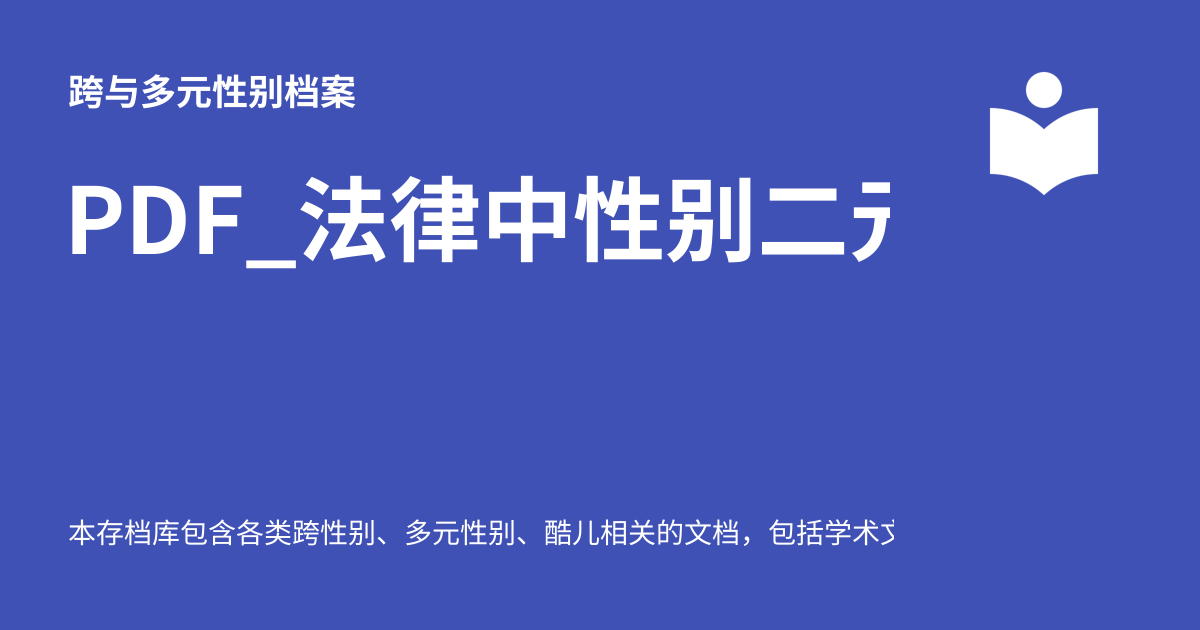 跨与多元性别档案
PDF_法律中性别二
本存档库包含各类跨性别、多元性别、酷儿相关的文档，包括学术